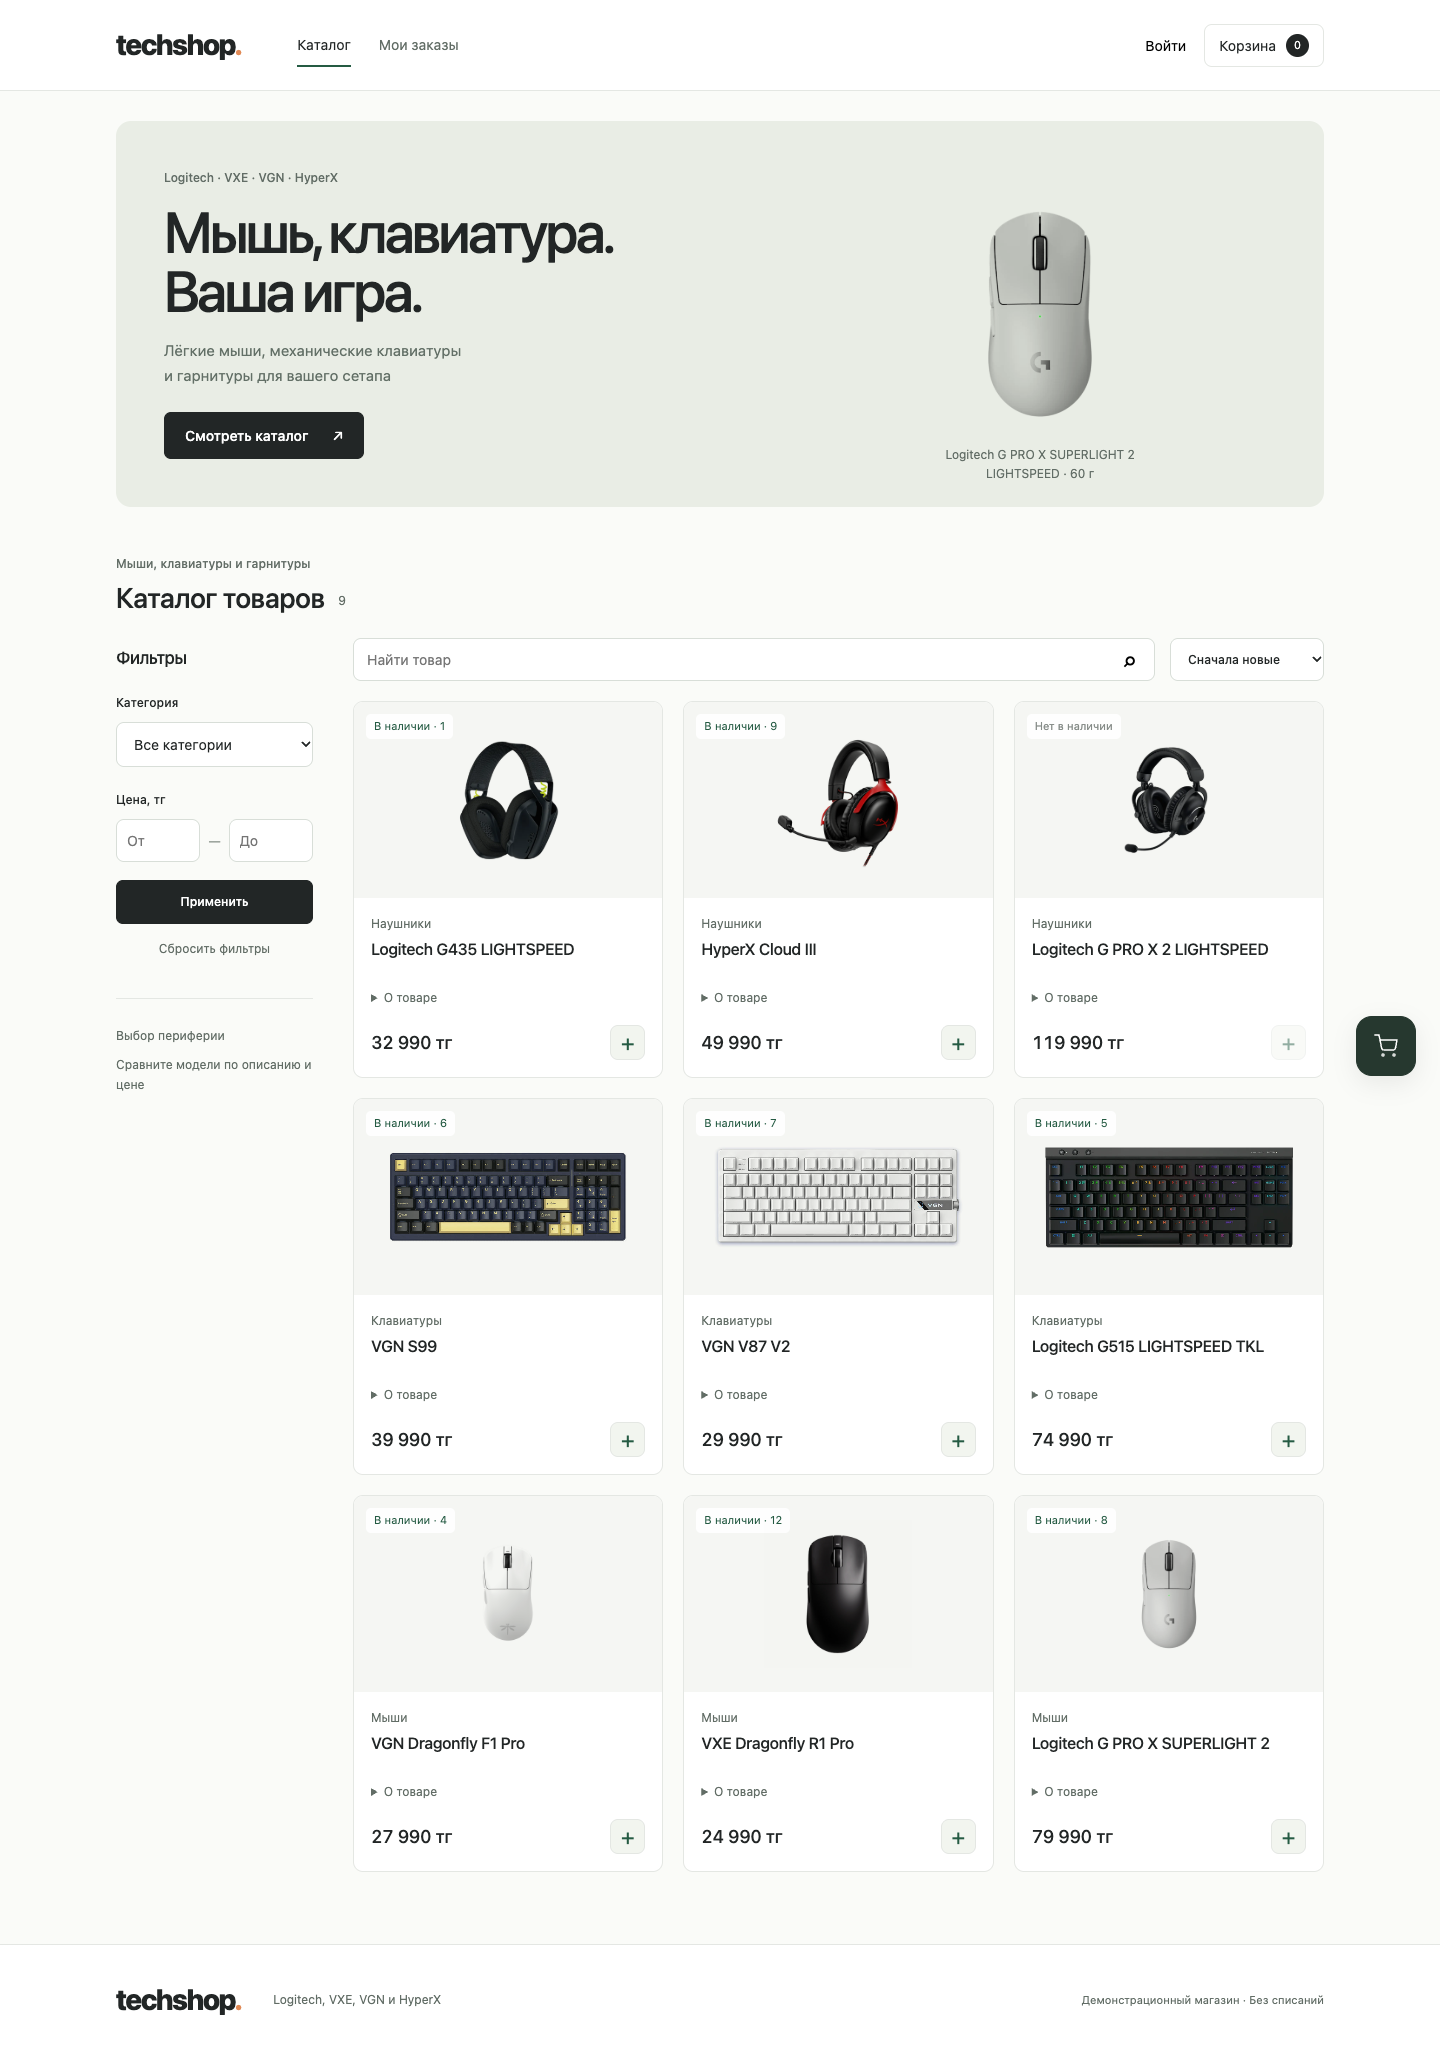 techshop.
Каталог
Мои заказы
Войти
Корзина 0
Logitech · VXE · VGN · HyperX
Мышь, клавиатура.
Ваша игра.
Лёгкие мыши, механические клавиатуры
и гарнитуры для вашего сетапа
Смотреть каталог
Logitech G PRO X SUPERLIGHT 2
LIGHTSPEED · 60 г
Мыши, клавиатуры и гарнитуры
Каталог товаров 9
Фильтры
Категория
Все категории
Цена, тг
От — До
Применить
Сбросить фильтры
Выбор периферии
Сравните модели по описанию и
цене
Найти товар
Сначала новые
В наличии · 1
Наушники
Logitech G435 LIGHTSPEED
О товаре
32 990 тг
+
В наличии · 9
Наушники
HyperX Cloud III
О товаре
49 990 тг
+
Нет в наличии
Наушники
Logitech G PRO X 2 LIGHTSPEED
О товаре
119 990 тг
+
В наличии · 6
Клавиатуры
VGN S99
О товаре
39 990 тг
+
В наличии · 7
VGN
Клавиатуры
VGN V87 V2
О товаре
29 990 тг
+
В наличии · 5
Клавиатуры
Logitech G515 LIGHTSPEED TKL
О товаре
74 990 тг
+
В наличии · 4
Мыши
VGN Dragonfly F1 Pro
О товаре
27 990 тг
+
В наличии · 12
Мыши
VXE Dragonfly R1 Pro
О товаре
24 990 тг
+
В наличии · 8
Мыши
Logitech G PRO X SUPERLIGHT 2
О товаре
79 990 тг
+
techshop.
Logitech, VXE, VGN и HyperX
Демонстрационный магазин · Без списаний